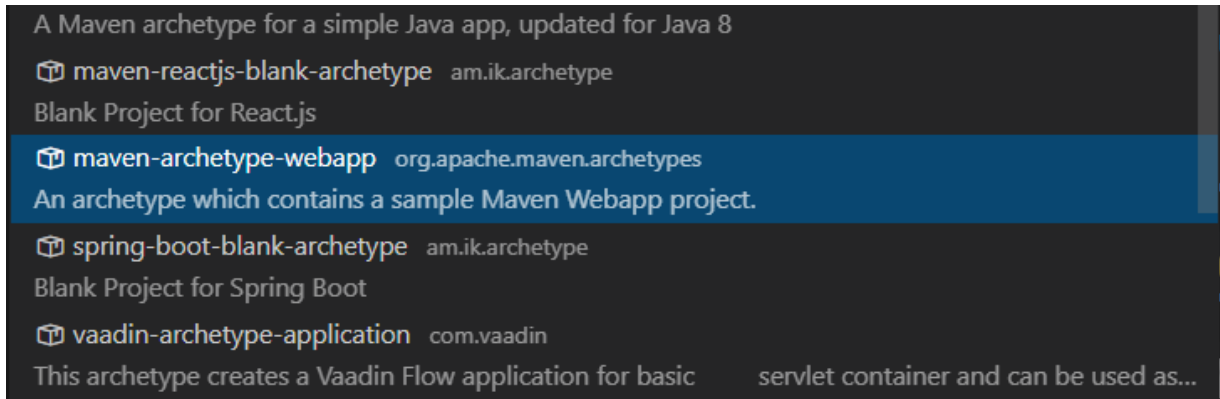 A Maven archetype for a simple Java app, updated for Java 8
maven-reactjs-blank-archetype am.ik.archetype
Blank Project for React.js
maven-archetype-webapp org.apache.maven.archetypes
An archetype which contains a sample Maven Webapp project.
spring-boot-blank-archetype am.ik.archetype
Blank Project for Spring Boot
vaadin-archetype-application com.vaadin
This archetype creates a Vaadin Flow application for basic servlet container and can be used as...